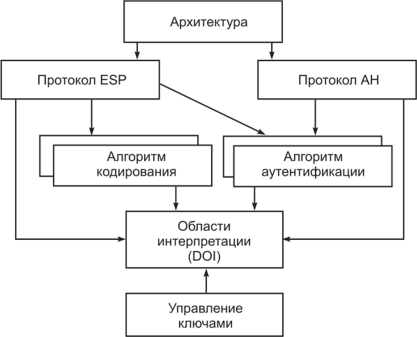 Архитектура
Протокол ESP
Протокол AH
Алгоритм
кодирования
Алгоритм
аутентификации
Области
интерпретации
(DOI)
Управление
ключами